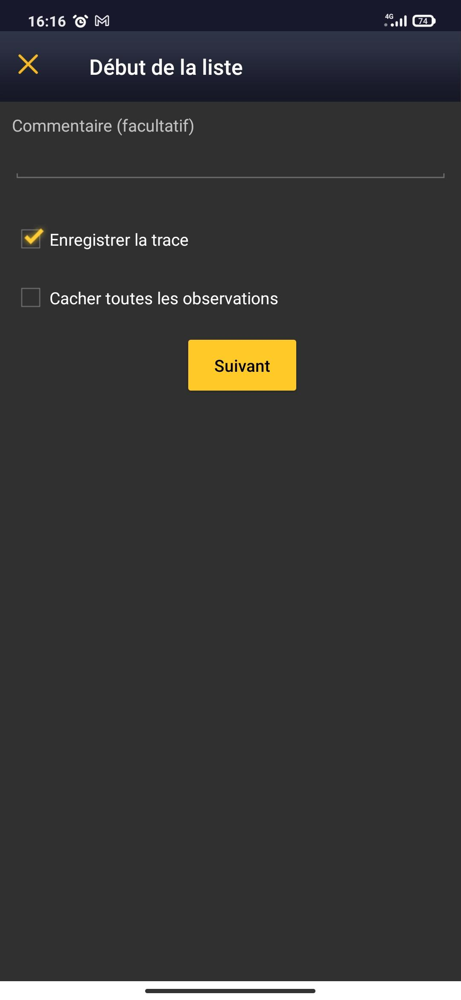 16:16
4G
74
Début de la liste
Commentaire (facultatif)
Enregistrer la trace
Cacher toutes les observations
Suivant